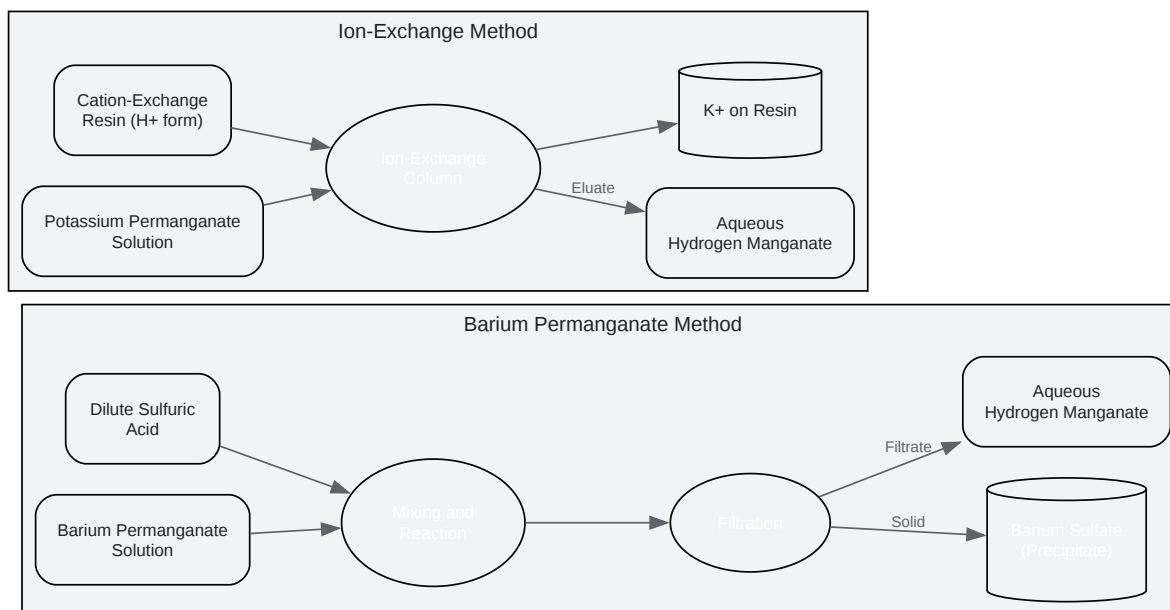 Ion-Exchange Method
Cation-Exchange
Resin (H+ form)
Potassium Permanganate
Solution
Ion-Exchange
Column
K+ on Resin
Eluate
Aqueous
Hydrogen Manganate
Barium Permanganate Method
Dilute Sulfuric
Acid
Barium Permanganate
Solution
Mixing and
Reaction
Filtration
Filtrate
Aqueous
Hydrogen Manganate
Solid
Barium Sulfate
(Precipitate)